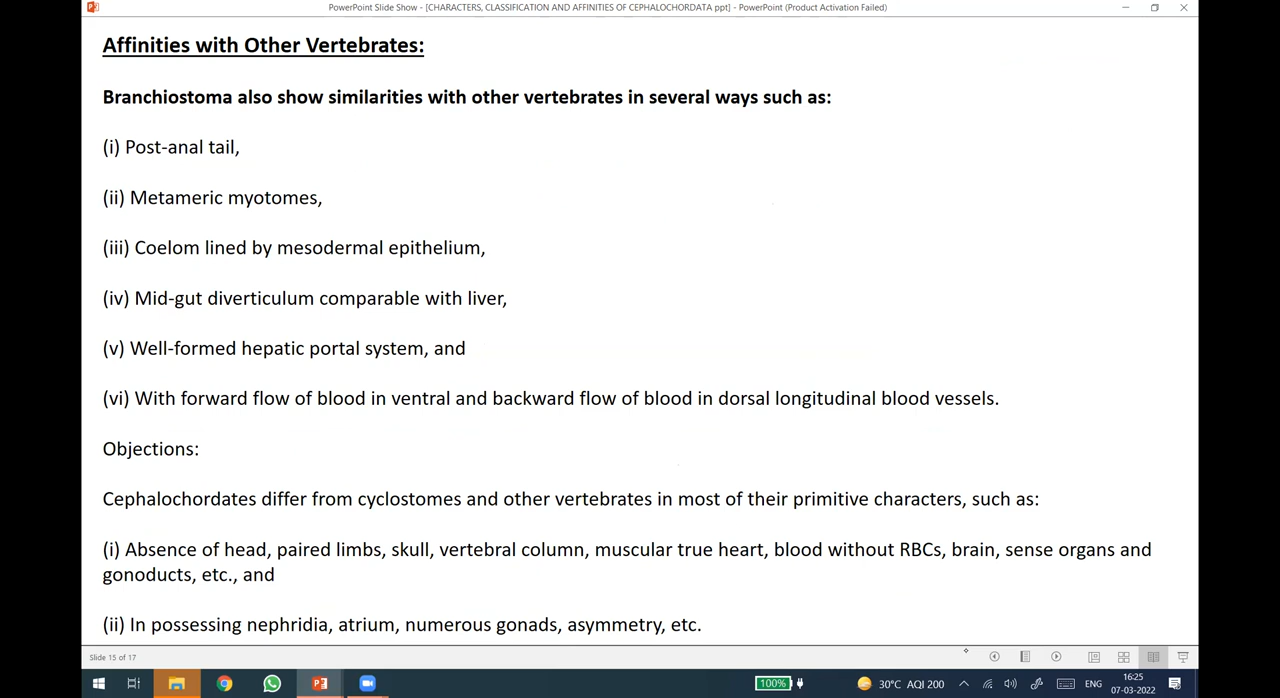 PowerPoint Slide Show - [CHARACTERS, CLASSIFICATION AND AFFINITIES OF CEPHALOCHORDATA ppt] - PowerPoint (Product Activation Failed)
Affinities with Other Vertebrates:
Branchiostoma also show similarities with other vertebrates in several ways such as:
(i) Post-anal tail,
(ii) Metameric myotomes,
(iii) Coelom lined by mesodermal epithelium,
(iv) Mid-gut diverticulum comparable with liver,
(v) Well-formed hepatic portal system, and
(vi) With forward flow of blood in ventral and backward flow of blood in dorsal longitudinal blood vessels.
Objections:
Cephalochordates differ from cyclostomes and other vertebrates in most of their primitive characters, such as:
(i) Absence of head, paired limbs, skull, vertebral column, muscular true heart, blood without RBCs, brain, sense organs and
gonoducts, etc., and
(ii) In possessing nephridia, atrium, numerous gonads, asymmetry, etc.
Slide 15 of 17
100% 30°C AQI 200 ENG 16:25
07-03-2022